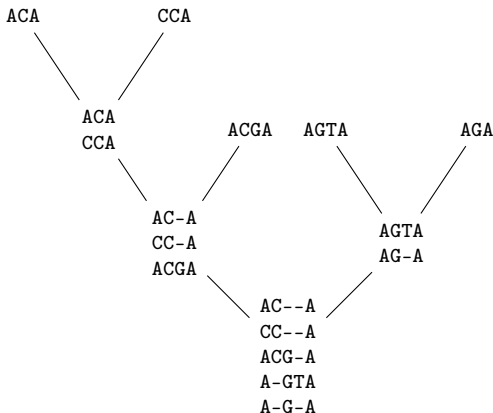 ACA CCA
ACA
CCA
ACGA AGTA AGA
AC-A
CC-A
ACGA
AGTA
AG-A
AC--A
CC--A
ACG-A
A-GTA
A-G-A